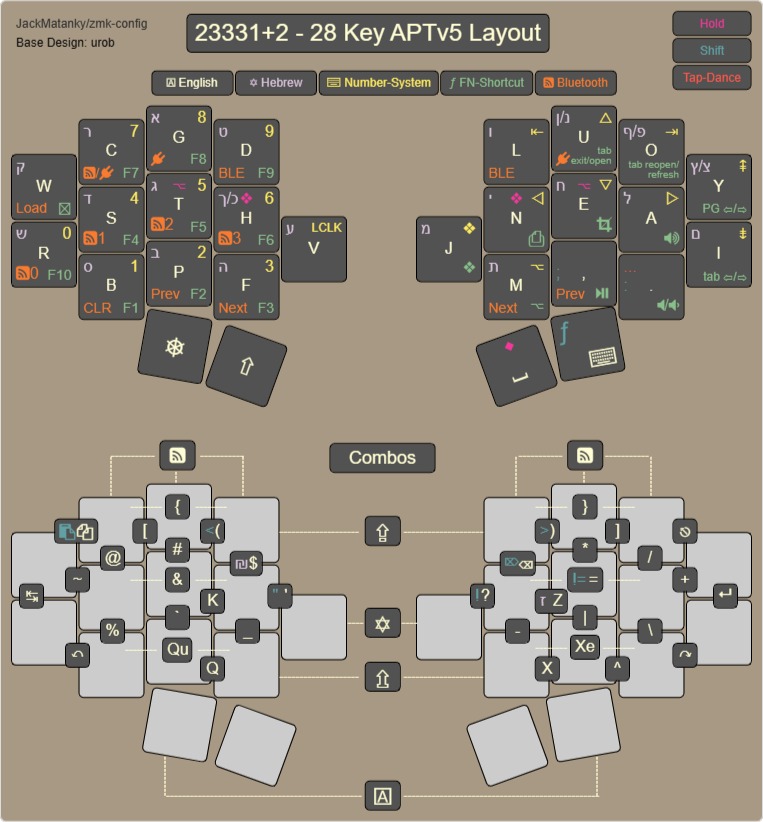 JackMatanky/zmk-config
Base Design: urob
23331+2 - 28 Key APTv5 Layout
Hold
Shift
Tap-Dance
A English
✡ Hebrew
Number-System
ƒ FN-Shortcut
Bluetooth
ק
W
Load
ר 7
C
F7
א 8
G
F8
ט 9
D
BLE F9
ש 0
R
0 F10
ד 4
S
1 F4
ג ⌥ 5
T
2 F5
כ/ך ❖ 6
H
3 F6
ע LCLK
V
ס 1
B
CLR F1
ב 2
P
Prev F2
ה 3
F
Next F3
ו ⇤
L
BLE
נ/ן △
U
tab
exit/open
פ/ף ⇥
O
tab reopen/
refresh
צ/ץ ⇞
Y
PG ⇦/⇨
מ ❖
J
❖
י ❖ ◁
N
ח ⌥ ▽
E
ל ▷
A
ם ⇟
I
tab ⇦/⇨
ת ⌥
M
Next ⌥
; ,
Prev
...
: .
⇧
ƒ
Combos
{
[
<(
@
#
₪$
~
&
K
" '
%
`
_
Qu
Q
}
>)
]
*
/
!= =
+
!?
ז Z
-
|
\
Xe
X
^
✡
A